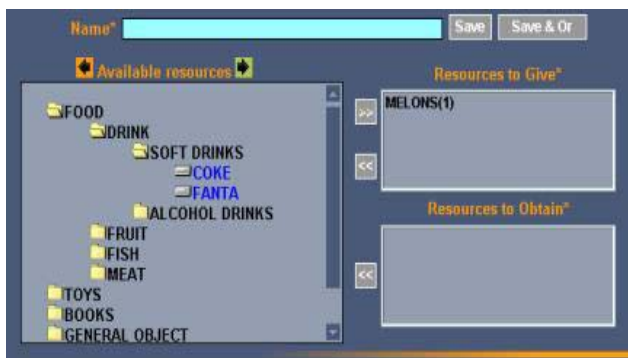 Name*
Save
Save & Or
Available resources
Resources to Give*
FOOD
DRINK
SOFT DRINKS
COKE
FANTA
ALCOHOL DRINKS
FRUIT
FISH
MEAT
TOYS
BOOKS
GENERAL OBJECT
>>
MELONS(1)
<<
Resources to Obtain*
<<